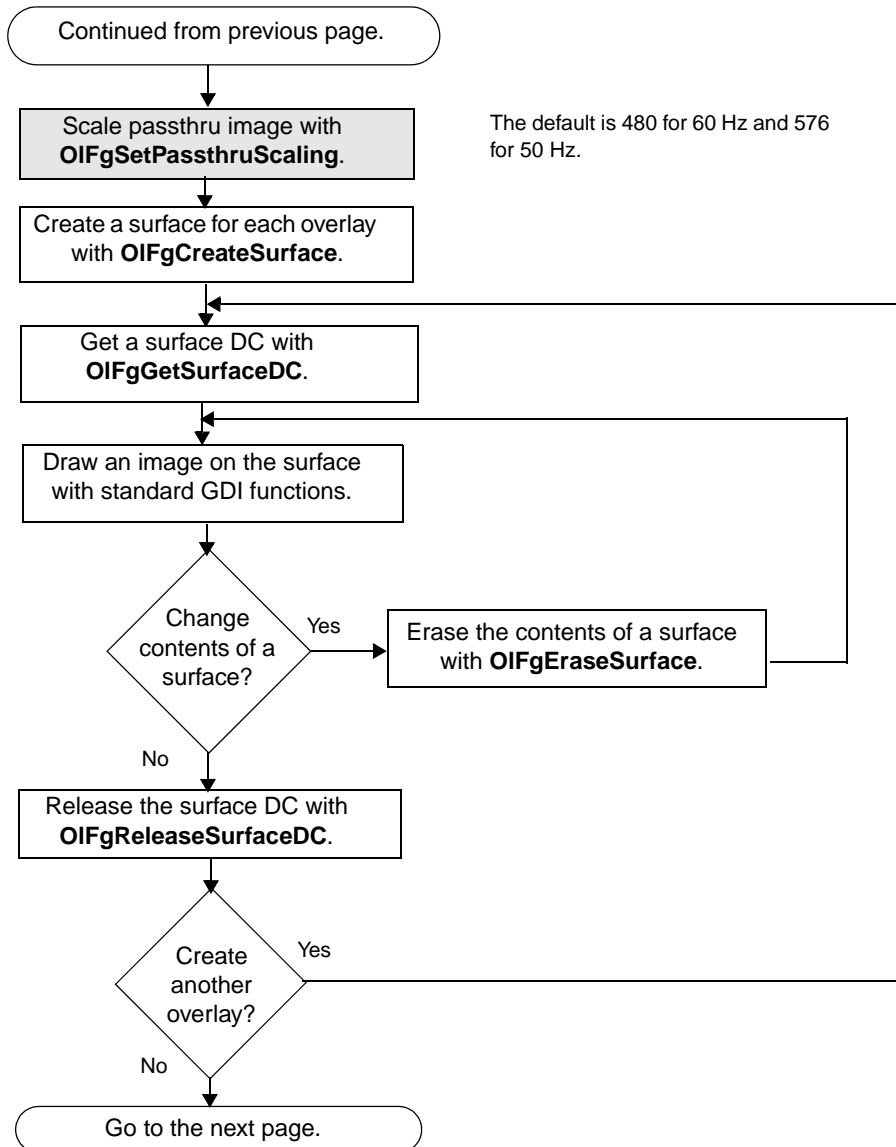 Continued from previous page.
Scale passthru image with
OlFgSetPassthruScaling.
The default is 480 for 60 Hz and 576
for 50 Hz.
Create a surface for each overlay
with OlFgCreateSurface.
Get a surface DC with
OlFgGetSurfaceDC.
Draw an image on the surface
with standard GDI functions.
Change
contents of a
surface?
Yes
Erase the contents of a surface
with OlFgEraseSurface.
No
Release the surface DC with
OlFgReleaseSurfaceDC.
Create
another
overlay?
Yes
No
Go to the next page.